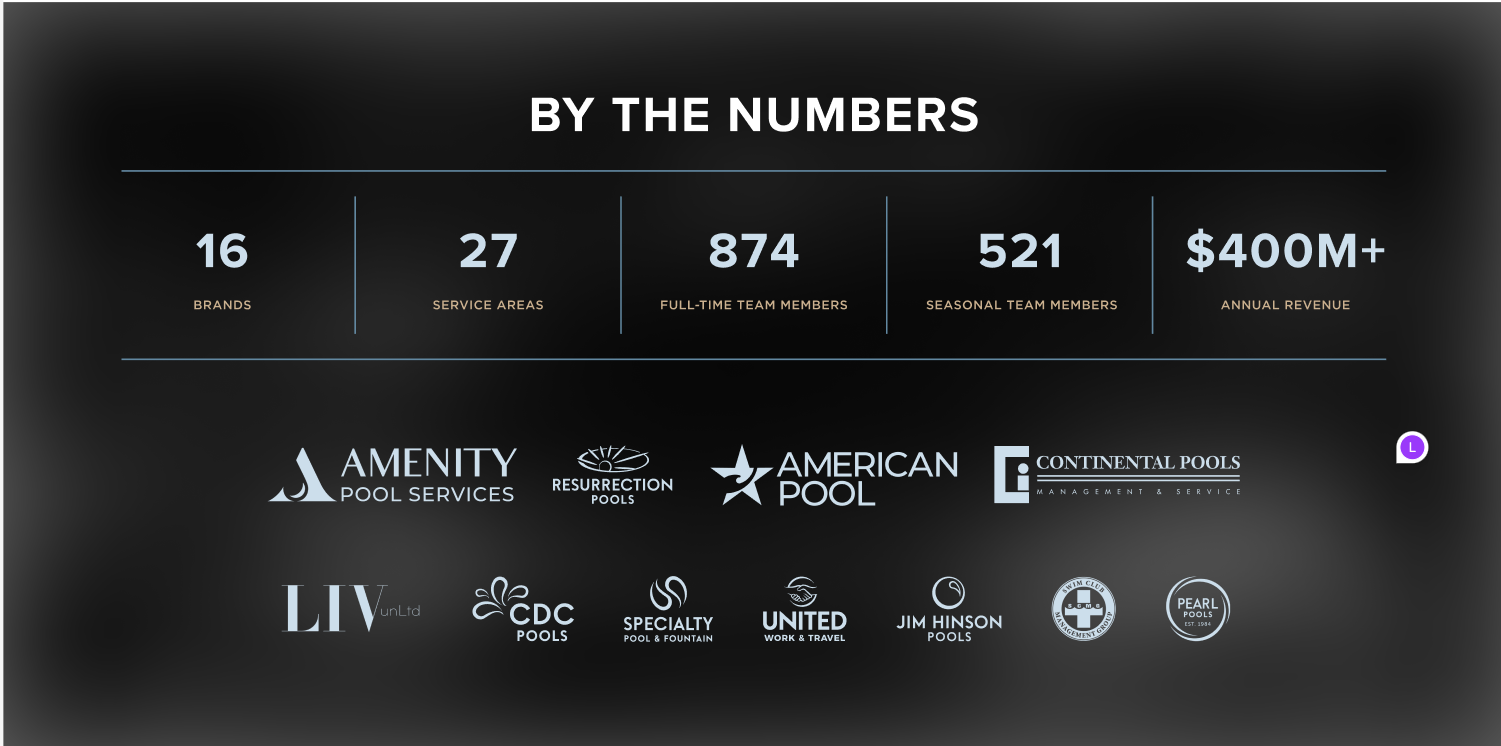 BY THE NUMBERS
16
BRANDS
27
SERVICE AREAS
874
FULL-TIME TEAM MEMBERS
521
SEASONAL TEAM MEMBERS
$400M+
ANNUAL REVENUE
AMENITY
POOL SERVICES
RESURRECTION
POOLS
AMERICAN
POOL
CONTINENTAL POOLS
MANAGEMENT & SERVICE
L
LIV unLtd
CDC
POOLS
SPECIALTY
POOL & FOUNTAIN
UNITED
WORK & TRAVEL
JIM HINSON
POOLS
SWIM CLUB
SCMG
MANAGEMENT GROUP
PEARL
POOLS
EST. 1984